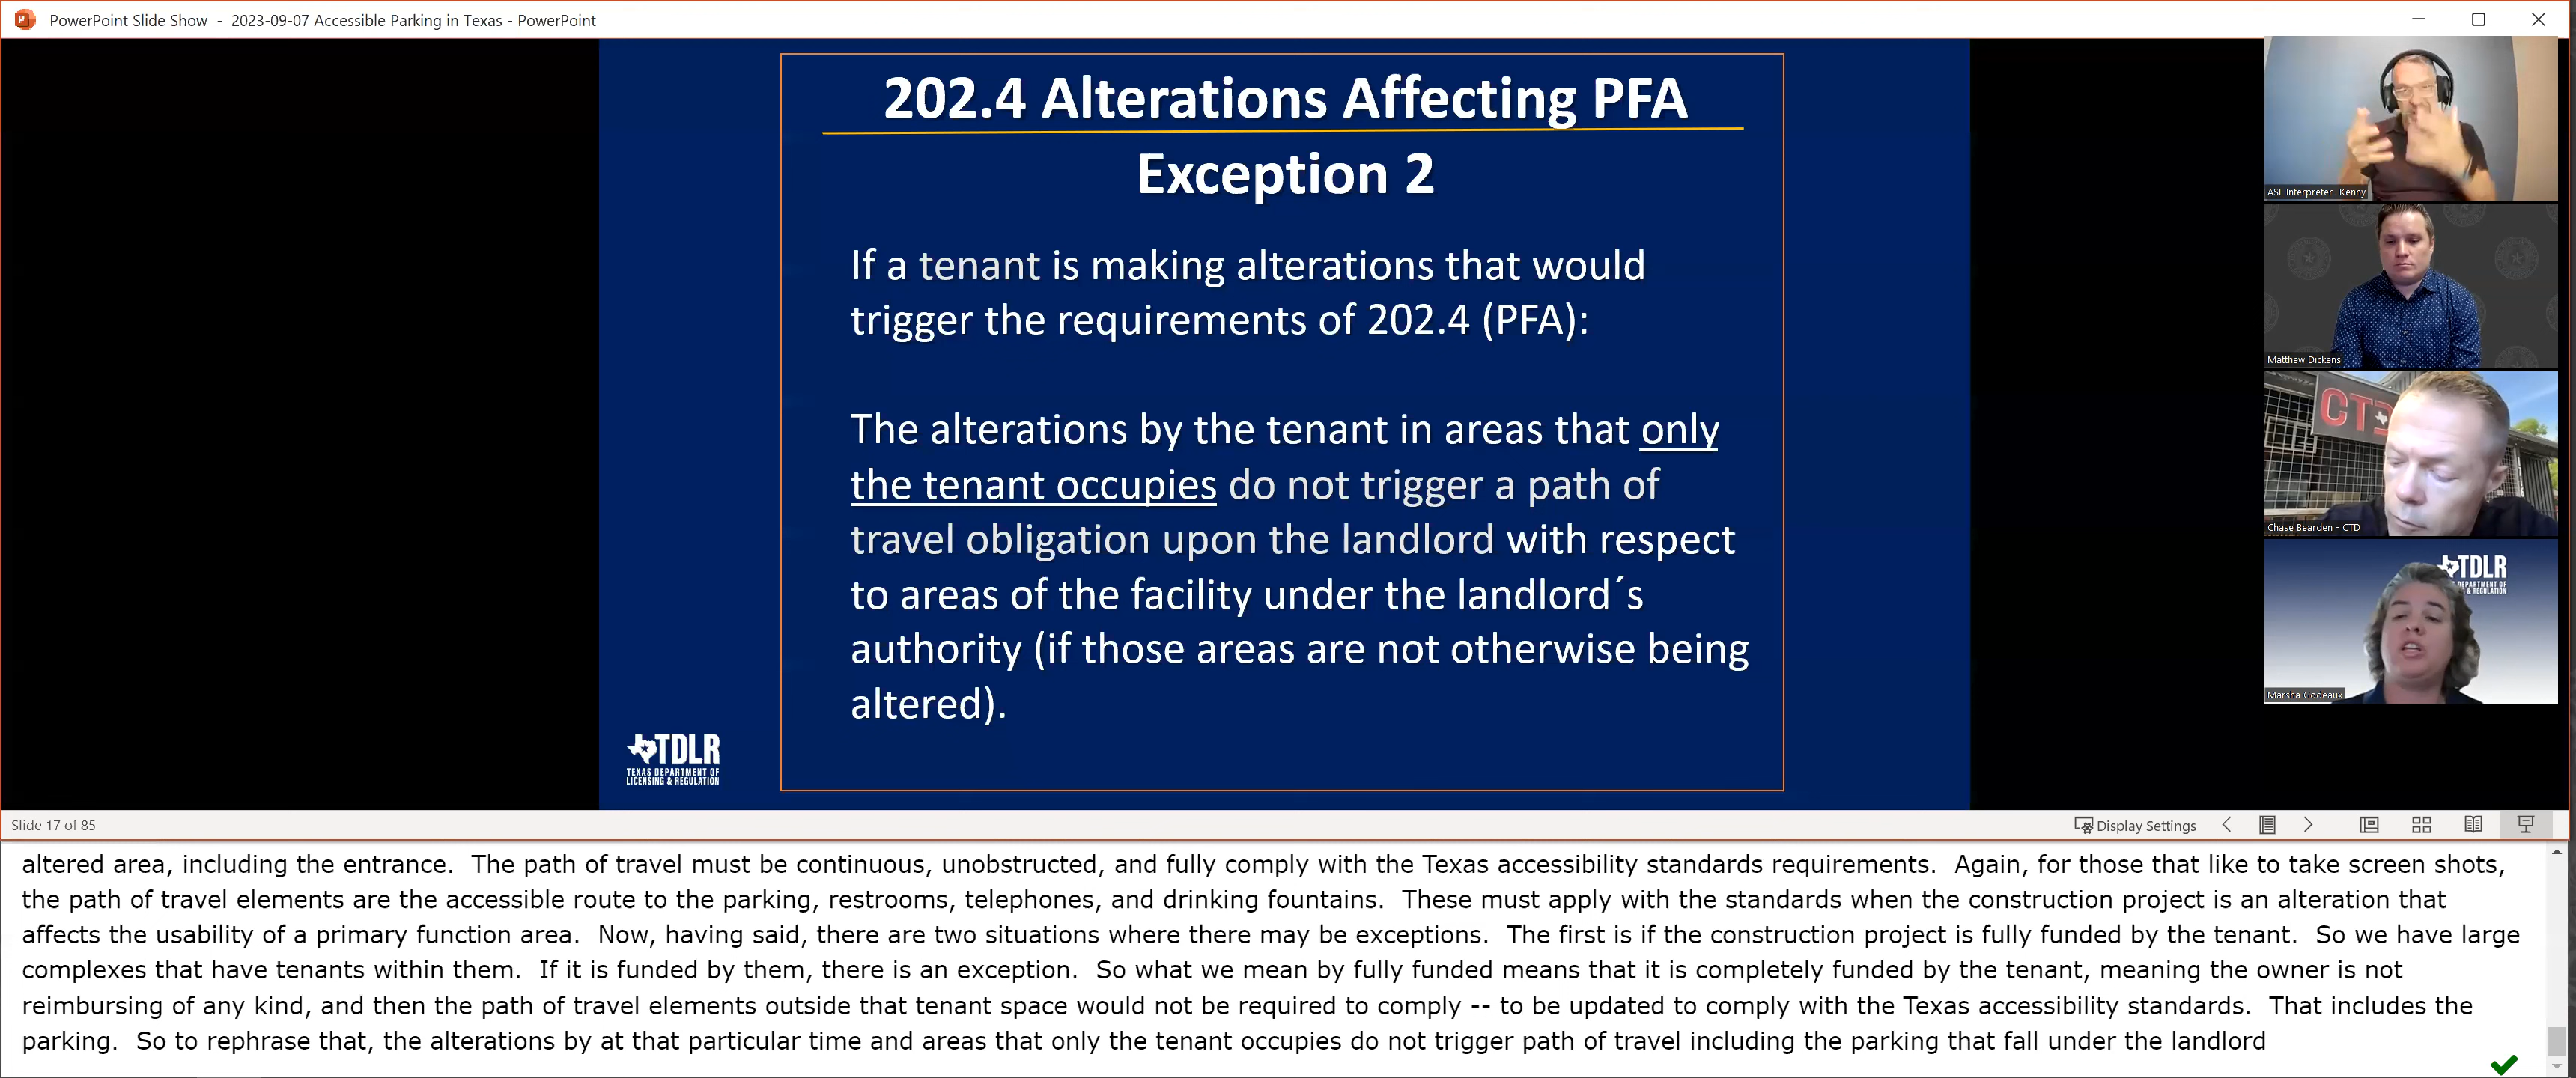 PowerPoint Slide Show - 2023-09-07 Accessible Parking in Texas - PowerPoint
202.4 Alterations Affecting PFA
Exception 2
If a tenant is making alterations that would
trigger the requirements of 202.4 (PFA):
The alterations by the tenant in areas that only
the tenant occupies do not trigger a path of
travel obligation upon the landlord with respect
to areas of the facility under the landlord´s
authority (if those areas are not otherwise being
altered).
TDLR
TEXAS DEPARTMENT OF
LICENSING & REGULATION
ASL Interpreter- Kenny
Matthew Dickens
CTD
Chase Bearden - CTD
TDLR
DEPARTMENT OF
& REGULATION
Marsha Godeaux
Slide 17 of 85
Display Settings
altered area, including the entrance. The path of travel must be continuous, unobstructed, and fully comply with the Texas accessibility standards requirements. Again, for those that like to take screen shots,
the path of travel elements are the accessible route to the parking, restrooms, telephones, and drinking fountains. These must apply with the standards when the construction project is an alteration that
affects the usability of a primary function area. Now, having said, there are two situations where there may be exceptions. The first is if the construction project is fully funded by the tenant. So we have large
complexes that have tenants within them. If it is funded by them, there is an exception. So what we mean by fully funded means that it is completely funded by the tenant, meaning the owner is not
reimbursing of any kind, and then the path of travel elements outside that tenant space would not be required to comply -- to be updated to comply with the Texas accessibility standards. That includes the
parking. So to rephrase that, the alterations by at that particular time and areas that only the tenant occupies do not trigger path of travel including the parking that fall under the landlord